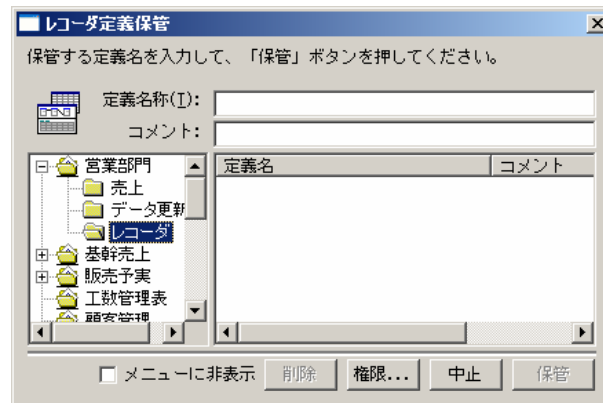 レコーダ定義保管
保管する定義名を入力して、「保管」ボタンを押してください。
定義名称(I):
コメント:
営業部門
売上
データ更新
レコーダ
基幹売上
販売予実
工数管理表
顧客管理
定義名
コメント
メニューに非表示
削除
権限...
中止
保管